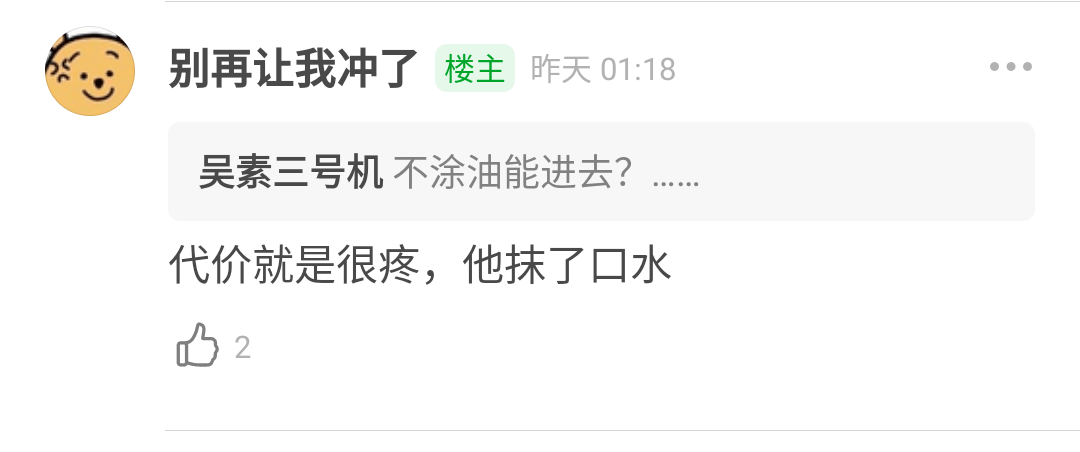 别再让我冲了 楼主 昨天 01:18
吴素三号机 不涂油能进去？……
代价就是很疼，他抹了口水
2